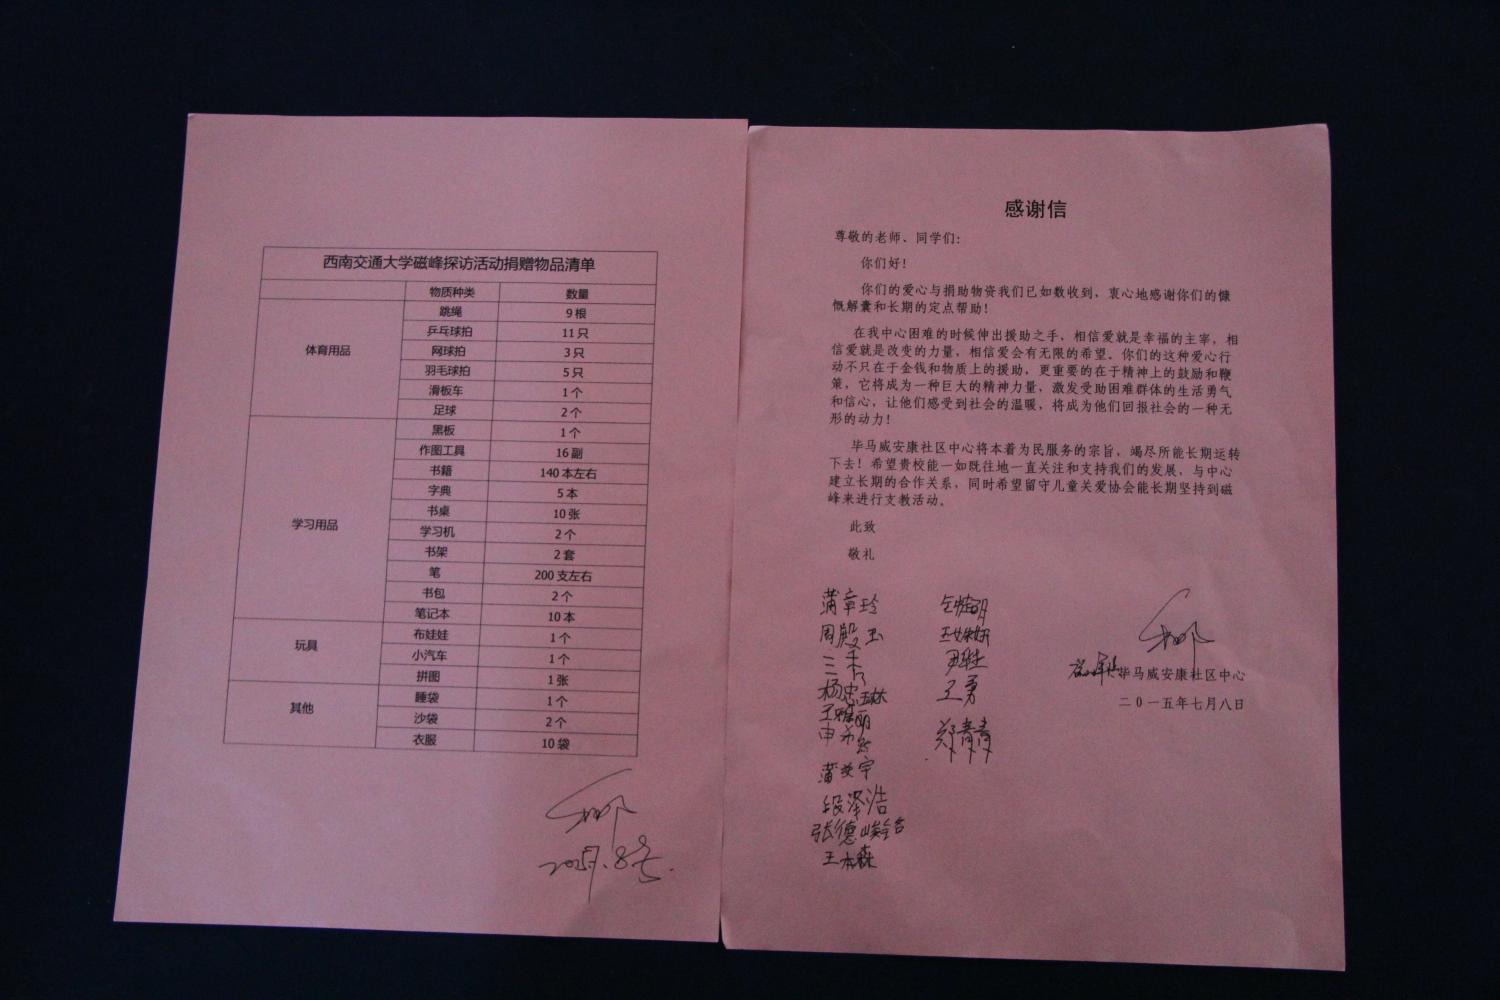 西南交通大学磁峰探访活动捐赠物品清单
物质种类 数量
体育用品
跳绳 9根
乒乓球拍 11只
网球拍 3只
羽毛球拍 5只
滑板车 1个
足球 2个
学习用品
黑板 1个
作图工具 16副
书籍 140本左右
字典 5本
书桌 10张
学习机 2个
书架 2套
笔 200支左右
书包 2个
笔记本 10本
玩具
布娃娃 1个
小汽车 1个
拼图 1张
其他
睡袋 1个
沙袋 2个
衣服 10袋
感谢信
尊敬的老师、同学们:
你们好!
你们的爱心与捐助物资我们已如数收到，衷心地感谢你们的慷
慨解囊和长期的定点帮助!
在我中心困难的时候伸出援助之手，相信爱就是幸福的主宰，相
信爱就是改变的力量，相信爱会有无限的希望。你们的这种爱心行
动不只在于金钱和物质上的援助，更重要的在于精神上的鼓励和鞭
策，它将成为一种巨大的精神力量，激发受助困难群体的生活勇气
和信心，让他们感受到社会的温暖，将成为他们回报社会的一种无
形的动力!
毕马威安康社区中心将本着为民服务的宗旨，竭尽所能长期运转
下去! 希望贵校能一如既往地一直关注和支持我们的发展，与中心
建立长期的合作关系，同时希望留守儿童关爱协会能长期坚持到磁
峰来进行支教活动。
此致
敬礼
蒲章玲
周殿玉
杨忠琳
段泽浩
王本森
王勇
郑青青
毕马威安康社区中心
二0一五年七月八日